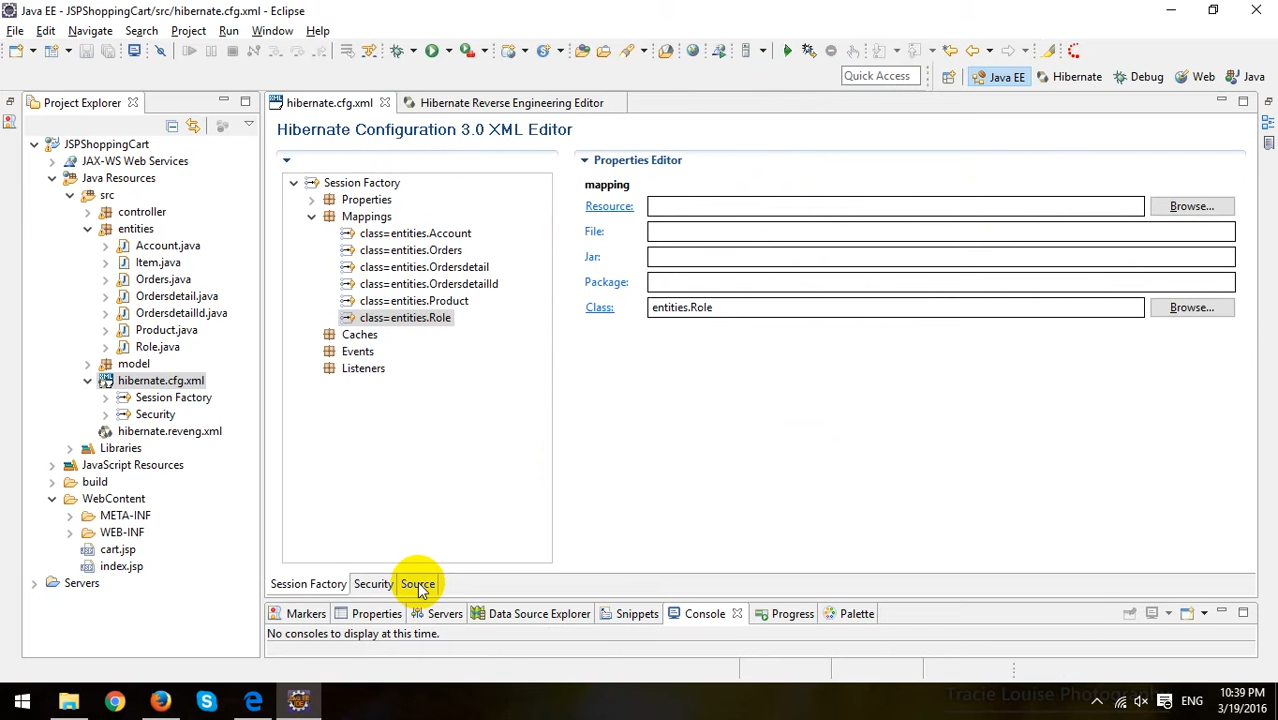 Java EE - JSPShoppingCart/src/hibernate.cfg.xml - Eclipse
File Edit Navigate Search Project Run Window Help
Quick Access
Java EE Hibernate Debug Web Java
Project Explorer
JSPShoppingCart
JAX-WS Web Services
Java Resources
src
controller
entities
Account.java
Item.java
Orders.java
Ordersdetail.java
OrdersdetailId.java
Product.java
Role.java
model
hibernate.cfg.xml
Session Factory
Security
hibernate.reveng.xml
Libraries
JavaScript Resources
build
WebContent
META-INF
WEB-INF
cart.jsp
index.jsp
Servers
hibernate.cfg.xml Hibernate Reverse Engineering Editor
Hibernate Configuration 3.0 XML Editor
Session Factory
Properties
Mappings
class=entities.Account
class=entities.Orders
class=entities.Ordersdetail
class=entities.OrdersdetailId
class=entities.Product
class=entities.Role
Caches
Events
Listeners
Properties Editor
mapping
Resource: Browse...
File:
Jar:
Package:
Class: entities.Role Browse...
Session Factory Security Source
Markers Properties Servers Data Source Explorer Snippets Console Progress Palette
No consoles to display at this time.
Tracie Louise Photography
ENG
10:39 PM
3/19/2016